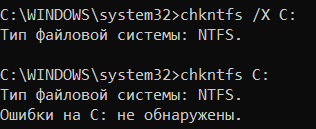 C:\WINDOWS\system32>chkntfs /X C:
Тип файловой системы: NTFS.
C:\WINDOWS\system32>chkntfs C:
Тип файловой системы: NTFS.
Ошибки на C: не обнаружены.